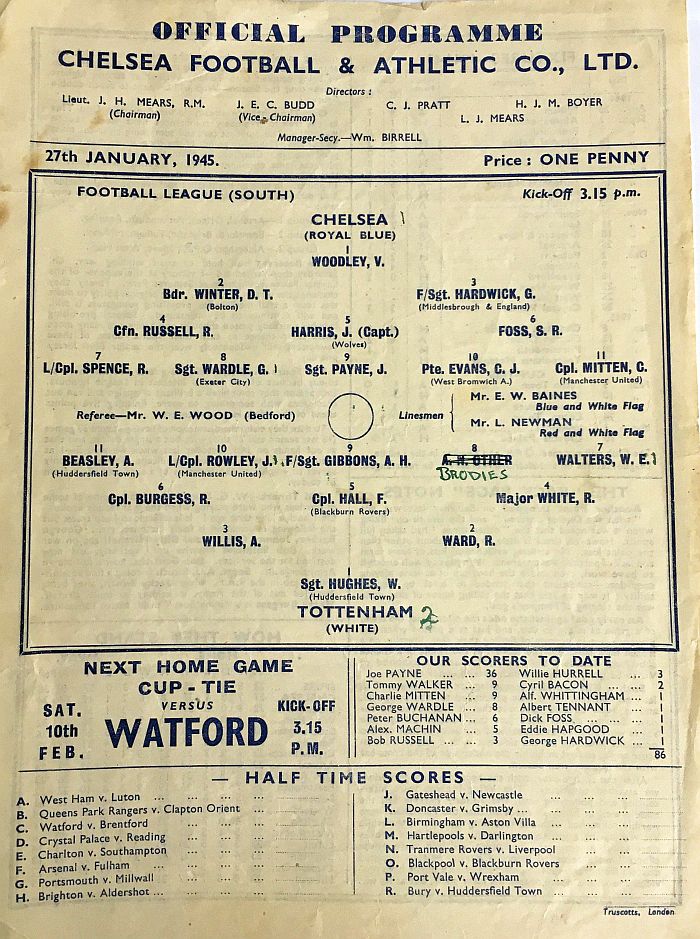 OFFICIAL PROGRAMME
CHELSEA FOOTBALL & ATHLETIC CO., LTD.
Directors :
Lieut. J. H. MEARS, R.M. J. E. C. BUDD C. J. PRATT H. J. M. BOYER
(Chairman) (Vice-Chairman) L. J. MEARS
Manager-Secy.—Wm. BIRRELL
27th JANUARY, 1945. Price : ONE PENNY
FOOTBALL LEAGUE (SOUTH) Kick-Off 3.15 p.m.
CHELSEA 1
(ROYAL BLUE)
1
WOODLEY, V.
2 3
Bdr. WINTER, D. T. F/Sgt. HARDWICK, G.
(Bolton) (Middlesbrough & England)
4 5 6
Cfn. RUSSELL, R. HARRIS, J. (Capt.) FOSS, S. R.
(Wolves)
7 8 9 10 11
L/Cpl. SPENCE, R. Sgt. WARDLE, G. 1 Sgt. PAYNE, J. Pte. EVANS, C. J. Cpl. MITTEN, C.
(Exeter City) (West Bromwich A.) (Manchester United)
Referee—Mr. W. E. WOOD (Bedford) Linesmen Mr. E. W. BAINES
Blue and White Flag
Mr. L. NEWMAN
Red and White Flag
11 10 9 8 7
BEASLEY, A. L/Cpl. ROWLEY, J. F/Sgt. GIBBONS, A. H. A. N. OTHER WALTERS, W. E. 1
(Huddersfield Town) (Manchester United) BRODIES
6 5 4
Cpl. BURGESS, R. Cpl. HALL, F. Major WHITE, R.
(Blackburn Rovers)
3 2
WILLIS, A. WARD, R.
1
Sgt. HUGHES, W.
(Huddersfield Town)
TOTTENHAM 2
(WHITE)
NEXT HOME GAME
CUP - TIE
SAT. 10th FEB. VERSUS WATFORD KICK-OFF 3.15 P.M.
OUR SCORERS TO DATE
Joe PAYNE ... ... 36 Willie HURRELL ... 3
Tommy WALKER ... 9 Cyril BACON ... ... 2
Charlie MITTEN ... 9 Alf. WHITTINGHAM ... 1
George WARDLE ... 8 Albert TENNANT ... 1
Peter BUCHANAN ... 6 Dick FOSS ... ... 1
Alex. MACHIN ... 5 Eddie HAPGOOD ... 1
Bob RUSSELL ... ... 3 George HARDWICK ... 1
86
— HALF TIME SCORES —
A. West Ham v. Luton ... ... ... ...
B. Queens Park Rangers v. Clapton Orient ...
C. Watford v. Brentford ... ... ...
D. Crystal Palace v. Reading ... ...
E. Charlton v. Southampton ... ...
F. Arsenal v. Fulham ... ... ...
G. Portsmouth v. Millwall ... ...
H. Brighton v. Aldershot ... ... ...
J. Gateshead v. Newcastle ... ... ...
K. Doncaster v. Grimsby ... ... ...
L. Birmingham v. Aston Villa ... ...
M. Hartlepools v. Darlington ... ...
N. Tranmere Rovers v. Liverpool ... ...
O. Blackpool v. Blackburn Rovers ... ...
P. Port Vale v. Wrexham ... ... ...
R. Bury v. Huddersfield Town ... ...
Truscotts, London